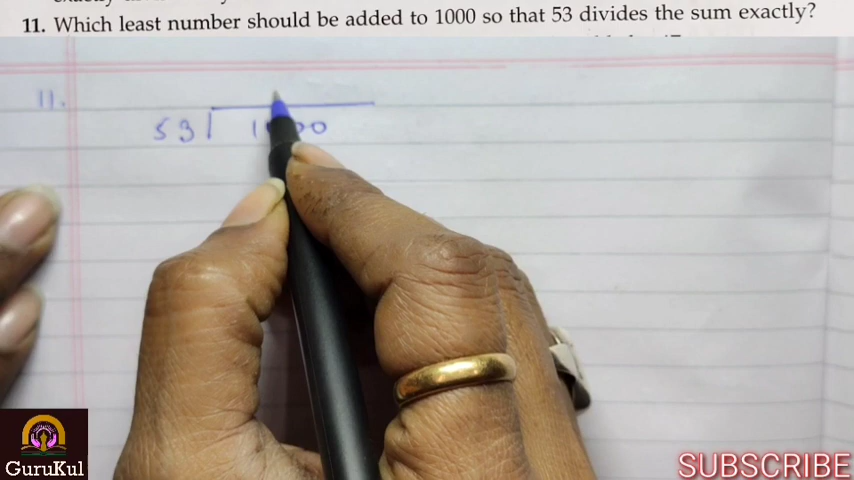 11. Which least number should be added to 1000 so that 53 divides the sum exactly?
11.
53 1000
GuruKul
SUBSCRIBE